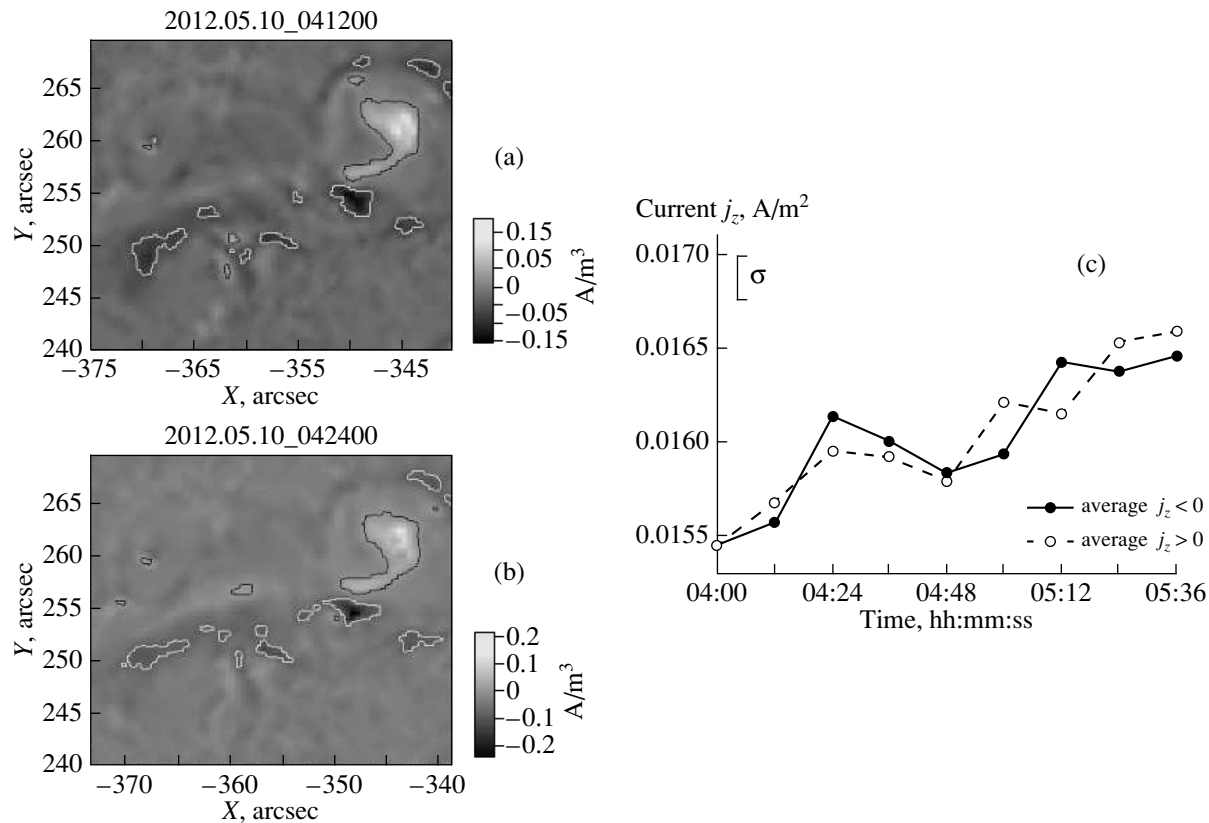 2012.05.10_041200
265
260
255
250
245
240
Y, arcsec
−375
−365
−355
−345
X, arcsec
(a)
0.15
0.05
−0.05
−0.15
A/m³
2012.05.10_042400
265
260
255
250
245
240
Y, arcsec
−370
−360
−350
−340
X, arcsec
(b)
0.2
0.1
0
−0.1
−0.2
A/m³
Current j_z, A/m²
0.0170
0.0165
0.0160
0.0155
σ
(c)
average j_z < 0
average j_z > 0
04:00
04:24
04:48
05:12
05:36
Time, hh:mm:ss